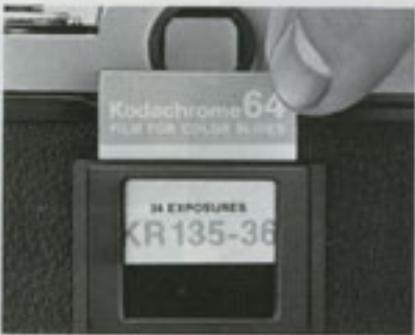 Kodachrome 64
FILM FOR COLOR SLIDES
36 EXPOSURES
KR 135-36